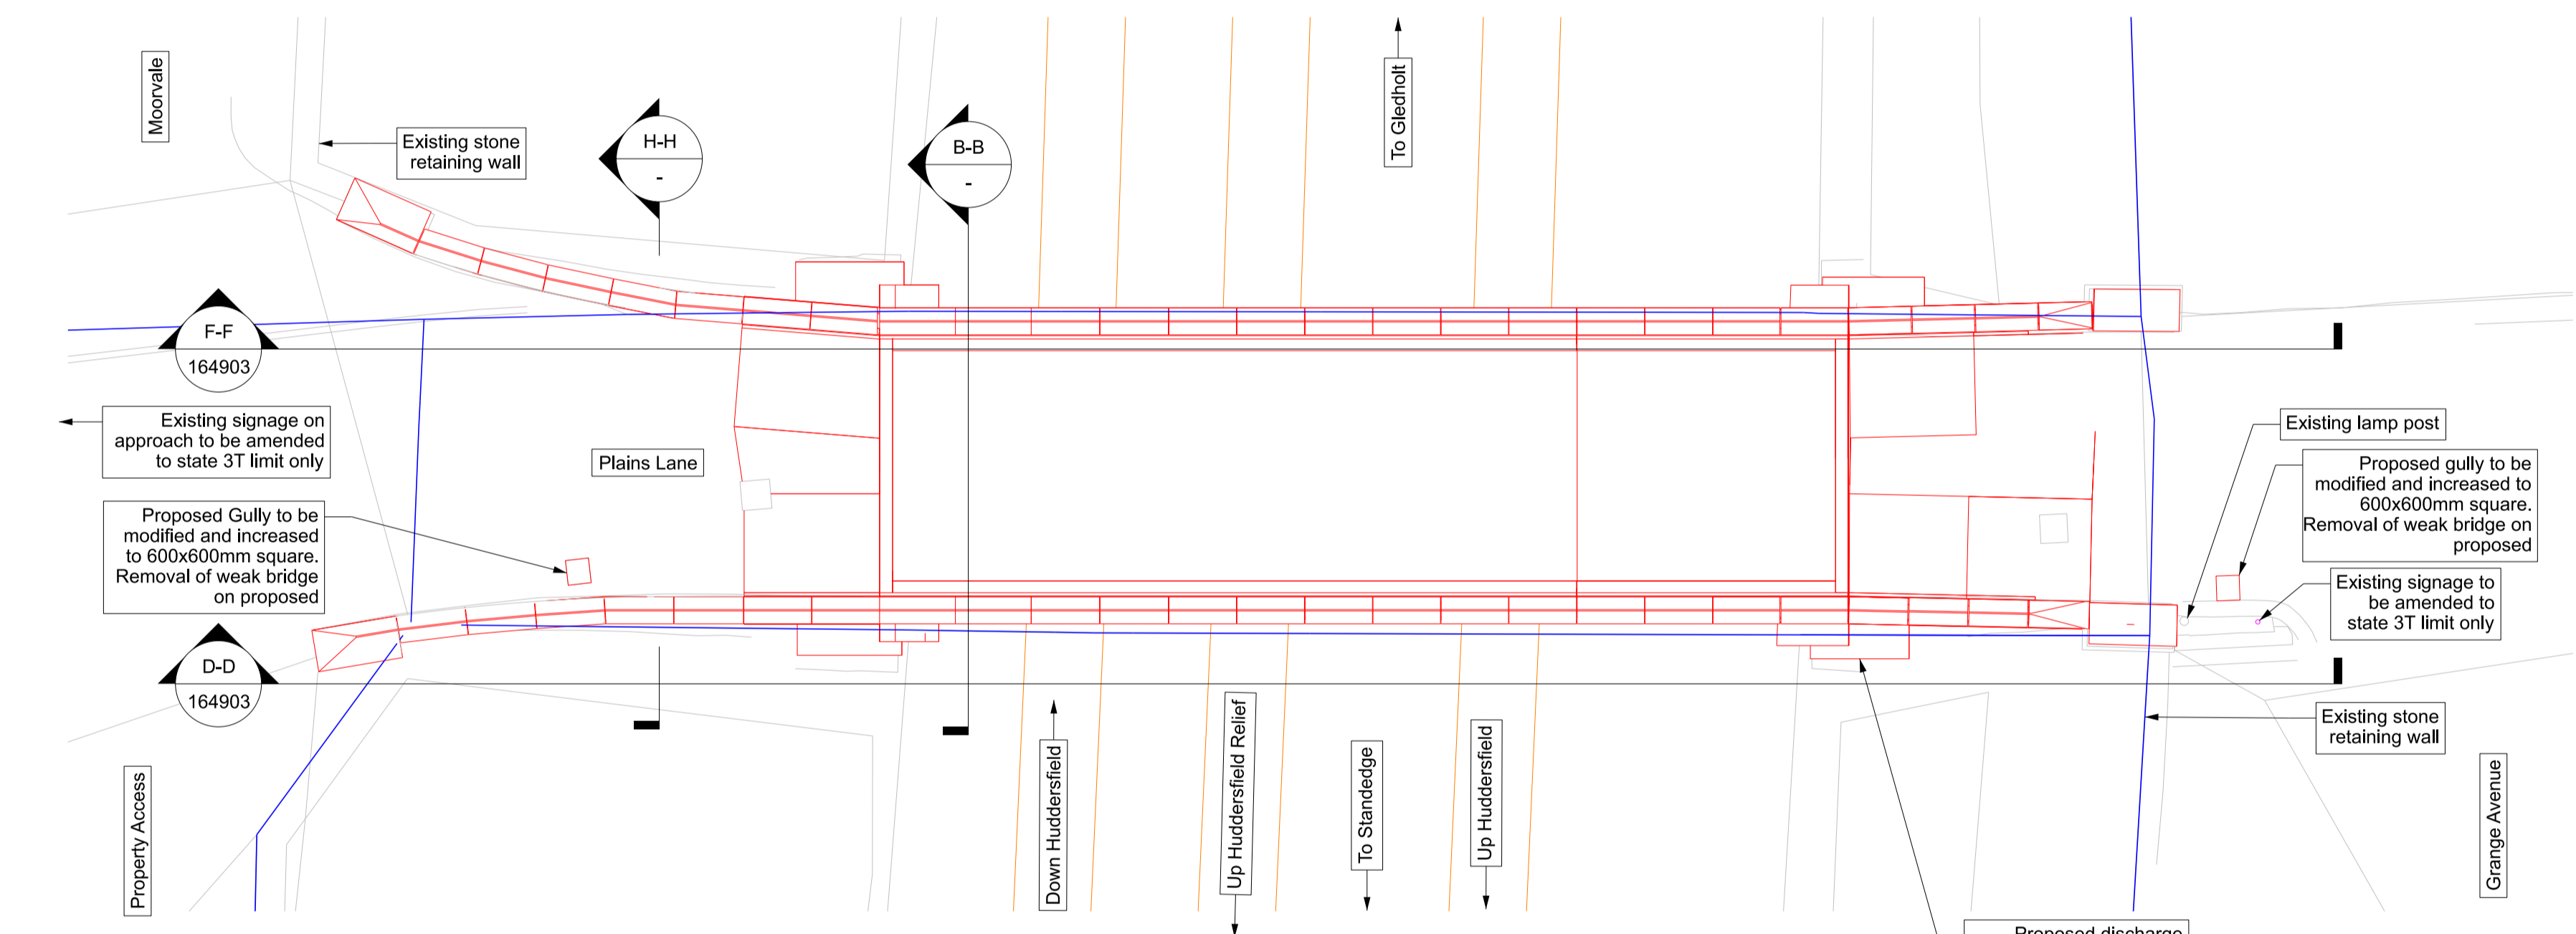 Moorvale
Existing stone
retaining wall
H-H
-
B-B
-
To Gledholt
F-F
164903
Existing signage on
approach to be amended
to state 3T limit only
Plains Lane
Proposed Gully to be
modified and increased
to 600x600mm square.
Removal of weak bridge
on proposed
D-D
164903
Property Access
Down Huddersfield
Up Huddersfield Relief
To Standedge
Up Huddersfield
Existing lamp post
Proposed gully to be
modified and increased to
600x600mm square.
Removal of weak bridge on
proposed
Existing signage to
be amended to
state 3T limit only
Existing stone
retaining wall
Grange Avenue
Proposed discharge